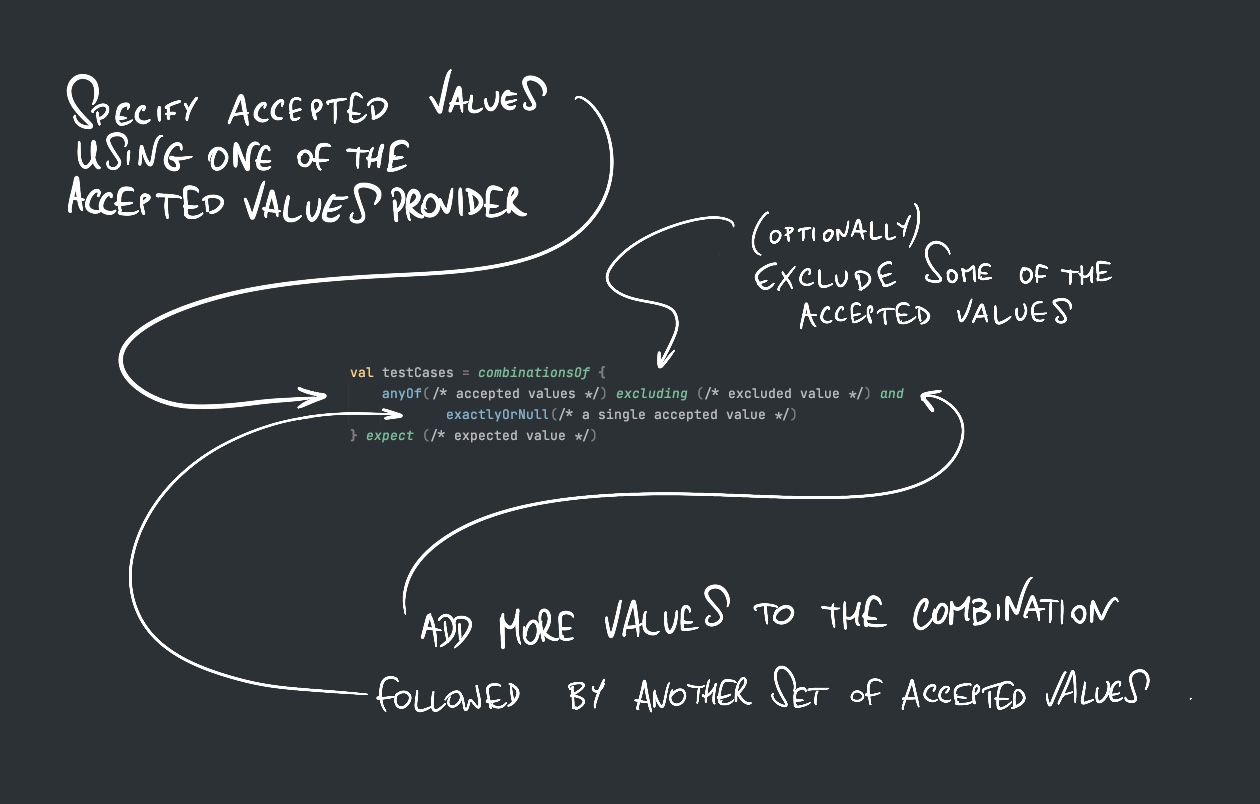 SPECIFY ACCEPTED VALUES
USING ONE OF THE
ACCEPTED VALUES PROVIDER
(OPTIONALLY)
EXCLUDE SOME OF THE
ACCEPTED VALUES
val testCases = combinationsOf {
anyOf(/* accepted values */) excluding (/* excluded value */) and
exactlyOrNull(/* a single accepted value */)
} expect (/* expected value */)
ADD MORE VALUES TO THE COMBINATION
FOLLOWED BY ANOTHER SET OF ACCEPTED VALUES .